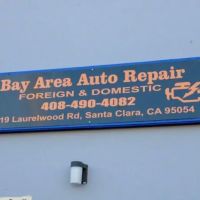 Bay Area Auto Repair
FOREIGN & DOMESTIC
408-490-4082
19 Laurelwood Rd, Santa Clara, CA 95054